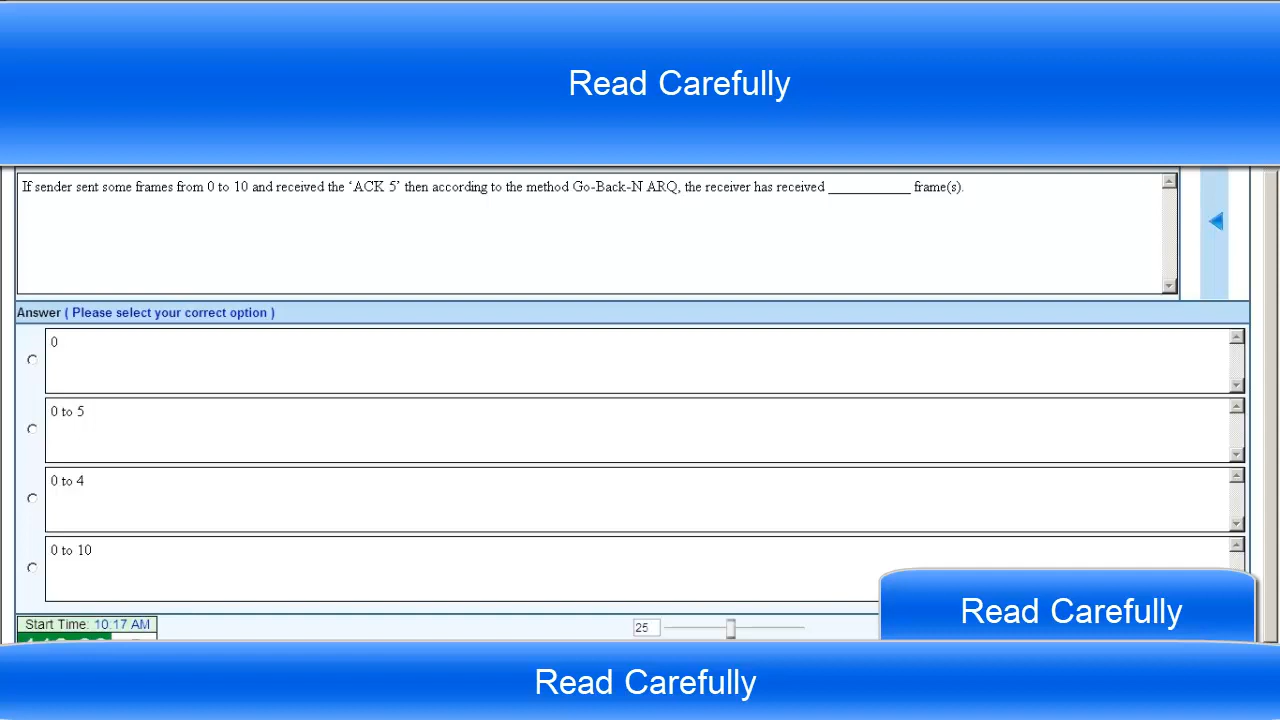 Read Carefully
If sender sent some frames from 0 to 10 and received the ‘ACK 5’ then according to the method Go-Back-N ARQ, the receiver has received ___________ frame(s).
Answer ( Please select your correct option )
0
0 to 5
0 to 4
0 to 10
Start Time: 10.17 AM
25
Read Carefully
Read Carefully